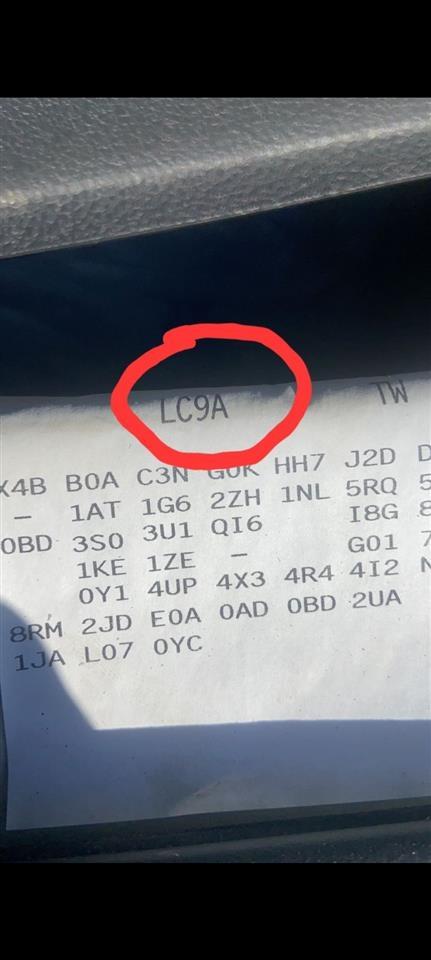 LC9A TW
X4B B0A C3N G0K HH7 J2D D
— 1AT 1G6 2ZH 1NL 5RQ 5
0BD 3S0 3U1 QI6 I8G 8
1KE 1ZE — G01 7
0Y1 4UP 4X3 4R4 4I2 N
8RM 2JD E0A 0AD 0BD 2UA
1JA L07 0YC